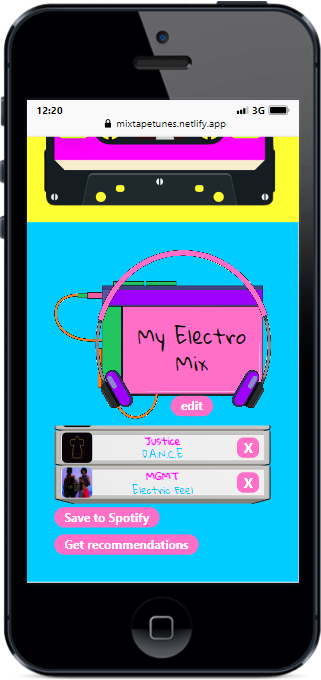 12:20
3G
mixtapetunes.netlify.app
My Electro
Mix
edit
Justice
D.A.N.C.E
X
MGMT
Electric Feel
X
Save to Spotify
Get recommendations